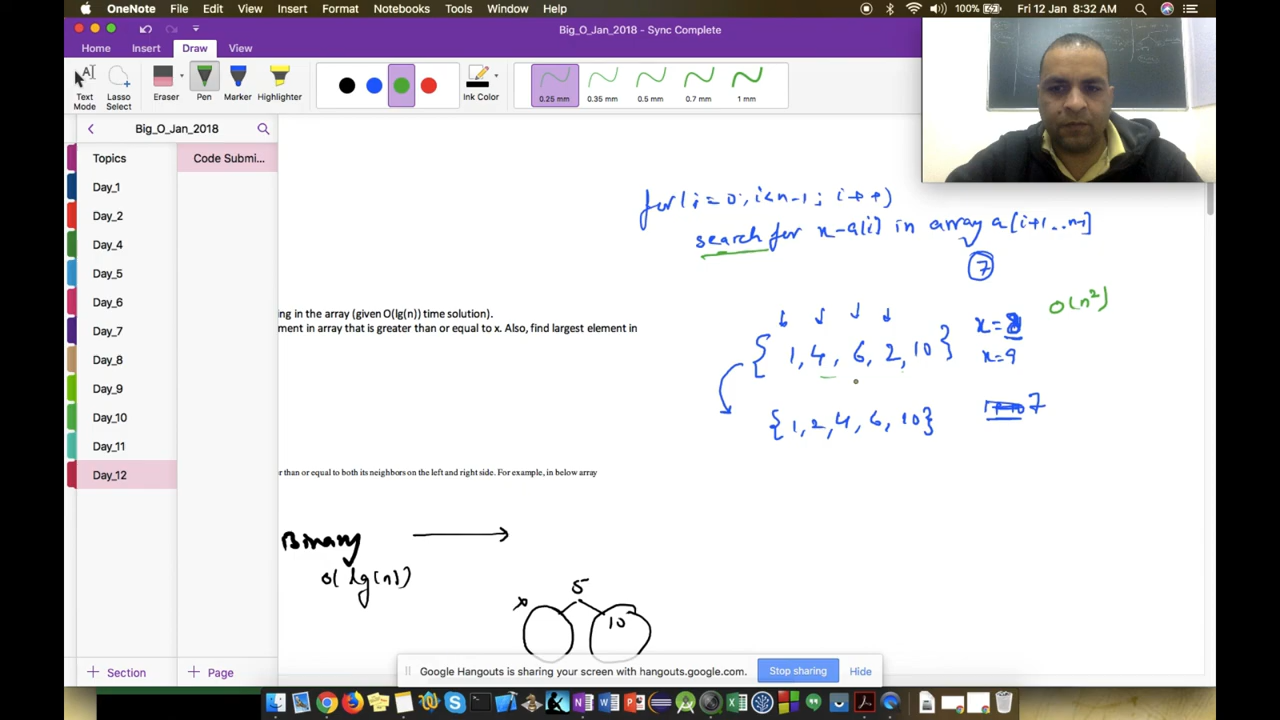 OneNote File Edit View Insert Format Notebooks Tools Window Help 100% Fri 12 Jan 8:32 AM
Big_O_Jan_2018 - Sync Complete
Home Insert Draw View
Text Mode
Lasso Select
Eraser
Pen
Marker
Highlighter
Ink Color
0.25 mm
0.35 mm
0.5 mm
0.7 mm
1 mm
Big_O_Jan_2018
Topics
Day_1
Day_2
Day_4
Day_5
Day_6
Day_7
Day_8
Day_9
Day_10
Day_11
Day_12
Code Submi...
for(i=0; i<n-1; i++)
search for x-a[i] in array a[i+1..n-1]
7
O(n²)
ing in the array (given O(lg(n)) time solution).
ment in array that is greater than or equal to x. Also, find largest element in
{1, 4, 6, 2, 10}
x=8
x=9
{1, 2, 4, 6, 10}
7
r than or equal to both its neighbors on the left and right side. For example, in below array
Binary
O(lg(n))
5
10
+ Section
+ Page
Google Hangouts is sharing your screen with hangouts.google.com.
Stop sharing
Hide